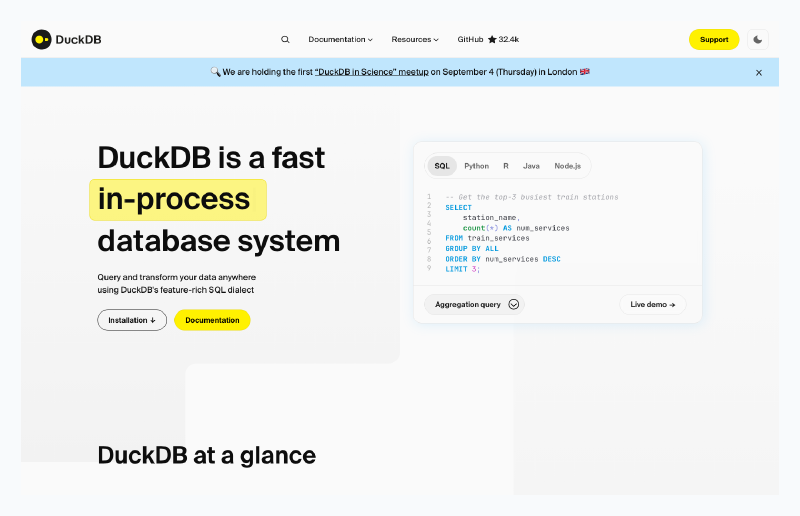 DuckDB
Documentation
Resources
GitHub ★ 32.4k
Support
🔍 We are holding the first “DuckDB in Science” meetup on September 4 (Thursday) in London 🇬🇧
DuckDB is a fast
in-process
database system
Query and transform your data anywhere
using DuckDB's feature-rich SQL dialect
Installation ↓
Documentation
SQL
Python
R
Java
Node.js
1
2
3
4
5
6
7
8
9
-- Get the top-3 busiest train stations
SELECT
station_name,
count(*) AS num_services
FROM train_services
GROUP BY ALL
ORDER BY num_services DESC
LIMIT 3;
Aggregation query
Live demo →
DuckDB at a glance